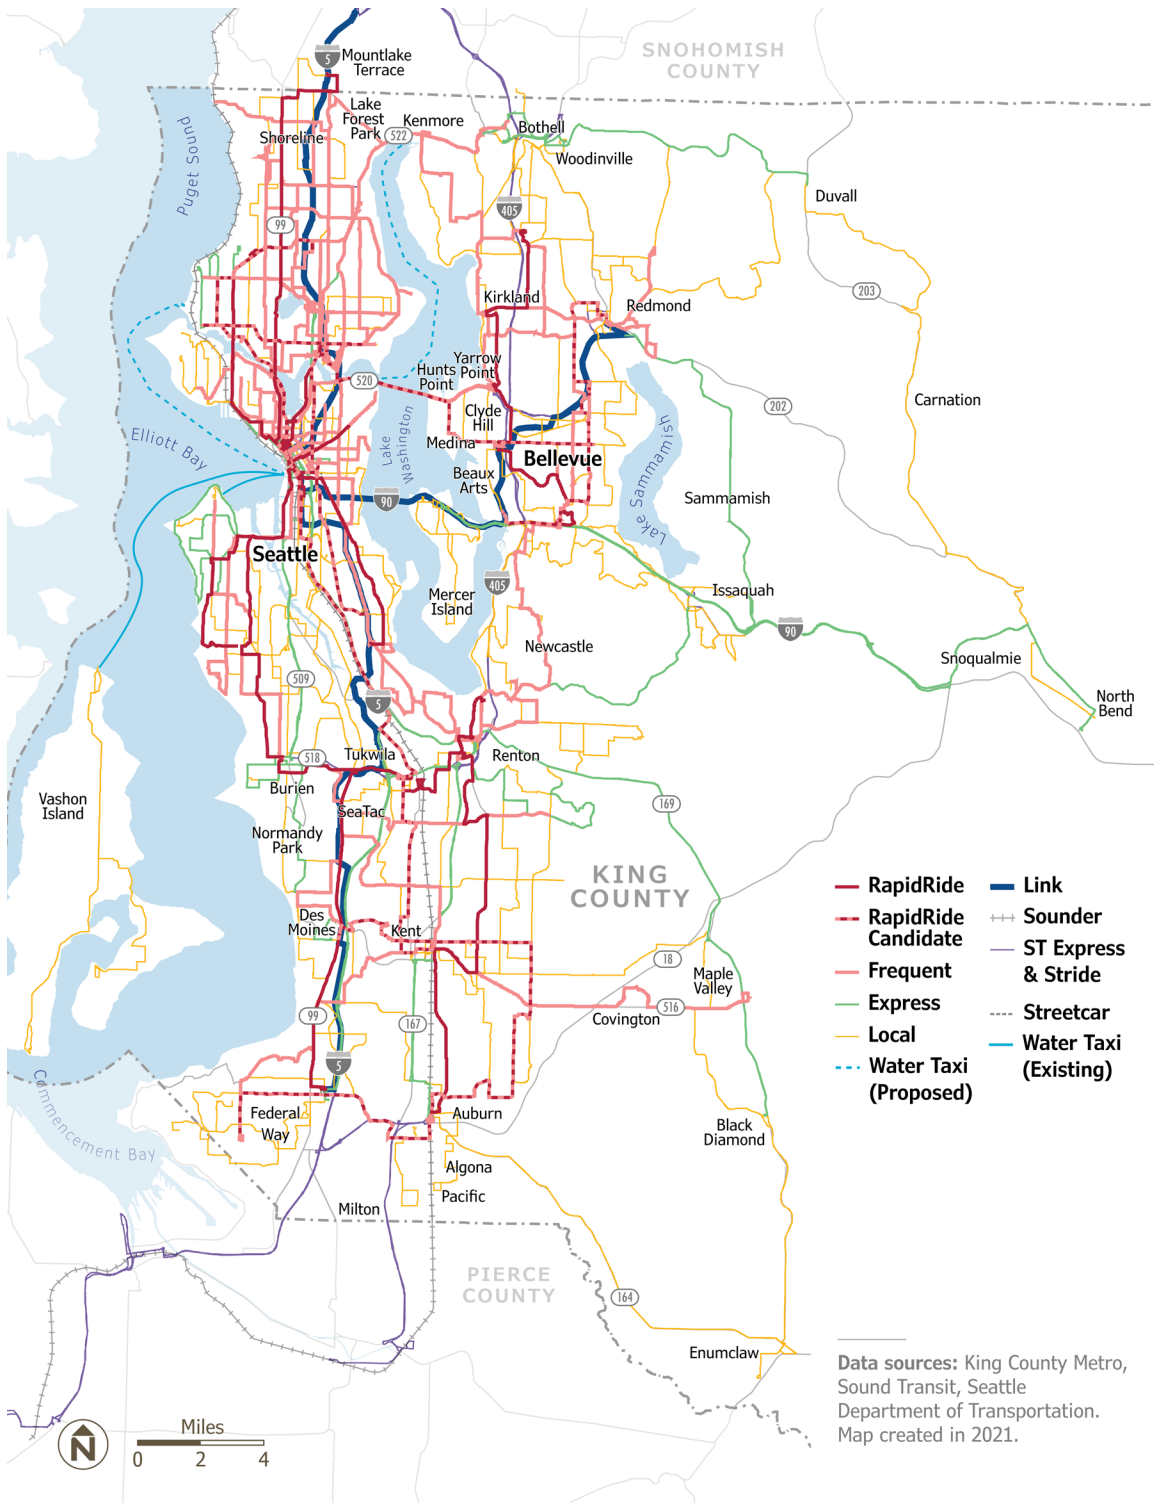 SNOHOMISH
COUNTY
5
Mountlake
Terrace
Lake
Forest
Park
Kenmore
522
Shoreline
Bothell
Woodinville
Puget Sound
Duvall
405
99
203
Kirkland
Redmond
Yarrow
Point
Hunts
Point
520
202
Carnation
Clyde
Hill
Medina
Lake
Washington
Elliott Bay
Bellevue
Beaux
Arts
Lake Sammamish
Sammamish
90
Seattle
405
Mercer
Island
Issaquah
90
Newcastle
Snoqualmie
509
5
North
Bend
518
Tukwila
Renton
Burien
Vashon
Island
SeaTac
169
Normandy
Park
KING
COUNTY
Des
Moines
Kent
18
Maple
Valley
99
167
516
Covington
5
Commencement Bay
Federal
Way
Auburn
Black
Diamond
Algona
Pacific
Milton
PIERCE
COUNTY
164
Enumclaw
RapidRide
RapidRide
Candidate
Frequent
Express
Local
Water Taxi
(Proposed)
Link
Sounder
ST Express
& Stride
Streetcar
Water Taxi
(Existing)
Data sources: King County Metro,
Sound Transit, Seattle
Department of Transportation.
Map created in 2021.
N
Miles
0 2 4